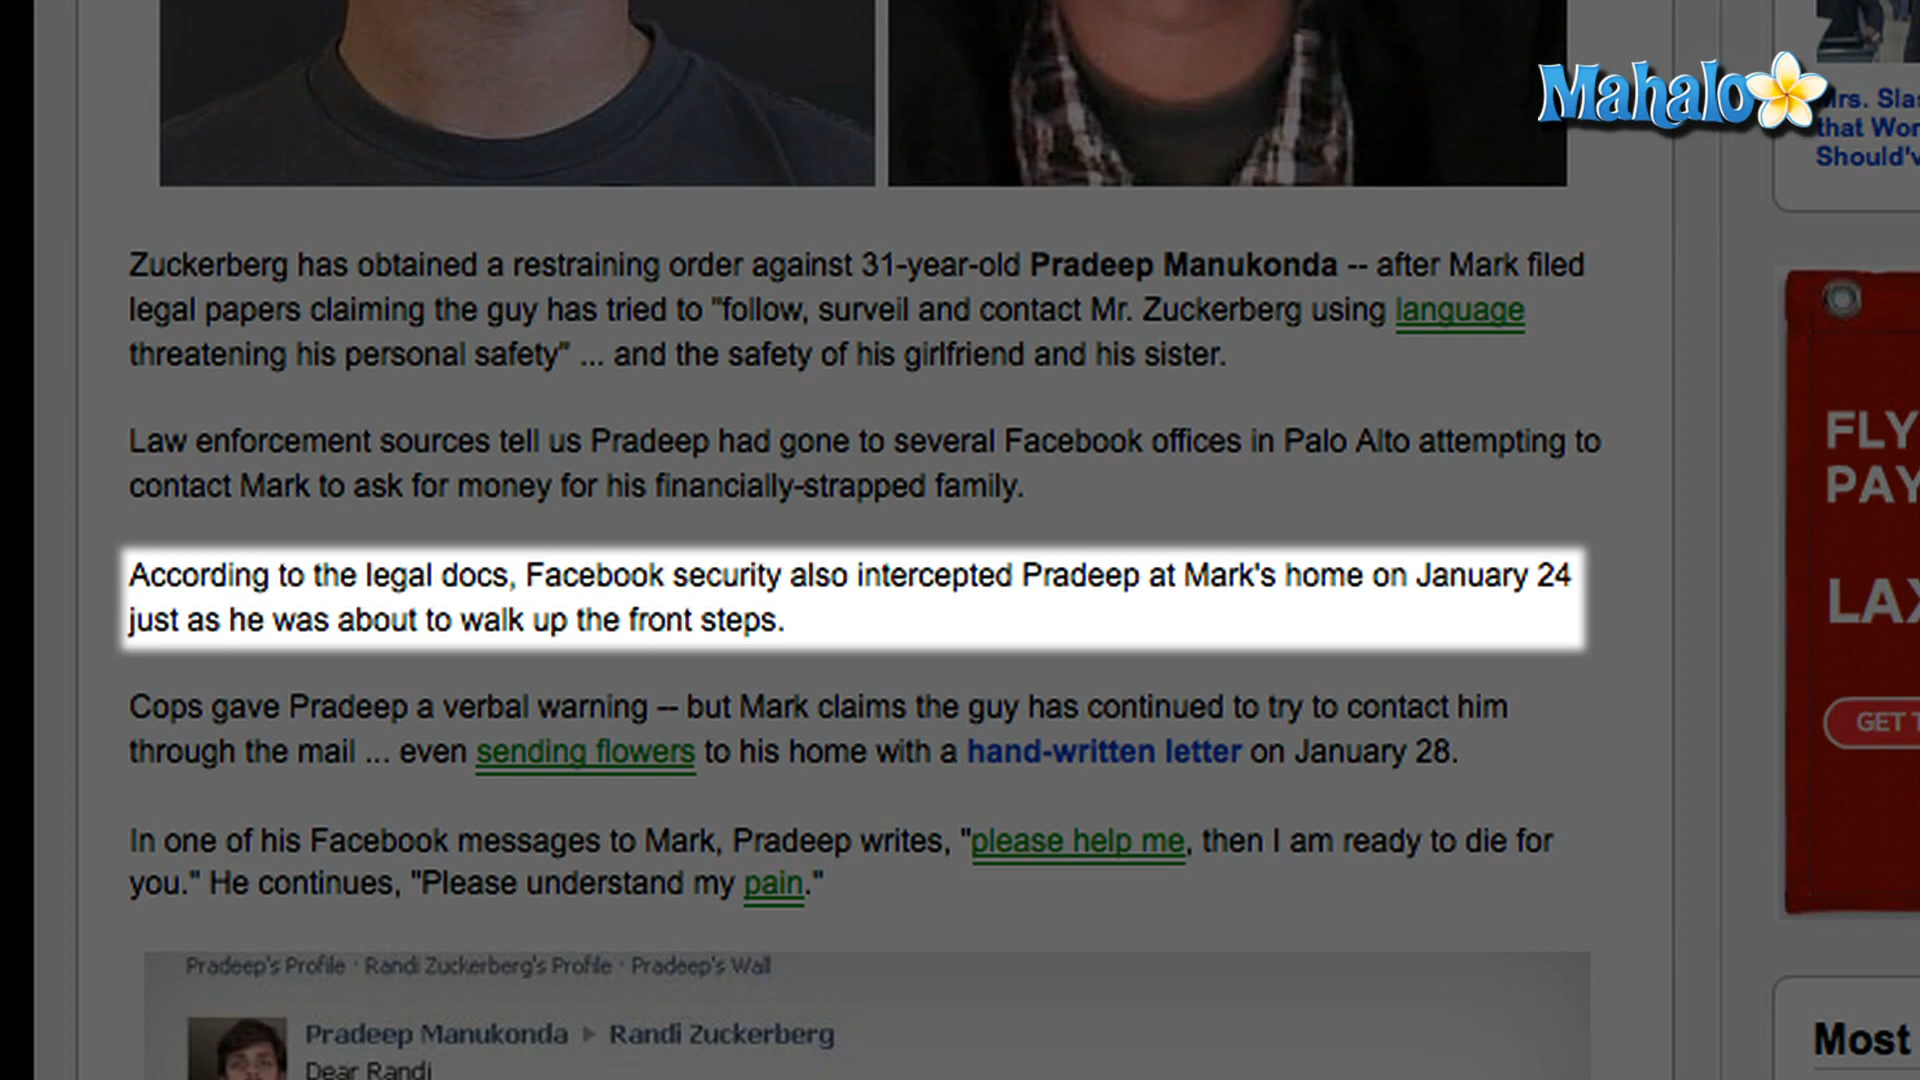 Mahalo
Mrs. Slas
that Wor
Should'v
Zuckerberg has obtained a restraining order against 31-year-old Pradeep Manukonda -- after Mark filed
legal papers claiming the guy has tried to "follow, surveil and contact Mr. Zuckerberg using language
threatening his personal safety" ... and the safety of his girlfriend and his sister.
Law enforcement sources tell us Pradeep had gone to several Facebook offices in Palo Alto attempting to
contact Mark to ask for money for his financially-strapped family.
According to the legal docs, Facebook security also intercepted Pradeep at Mark's home on January 24
just as he was about to walk up the front steps.
Cops gave Pradeep a verbal warning -- but Mark claims the guy has continued to try to contact him
through the mail ... even sending flowers to his home with a hand-written letter on January 28.
In one of his Facebook messages to Mark, Pradeep writes, "please help me, then I am ready to die for
you." He continues, "Please understand my pain."
Pradeep's Profile · Randi Zuckerberg's Profile · Pradeep's Wall
Pradeep Manukonda ▸ Randi Zuckerberg
Dear Randi
FLY
PAY
LAX
GET T
Most